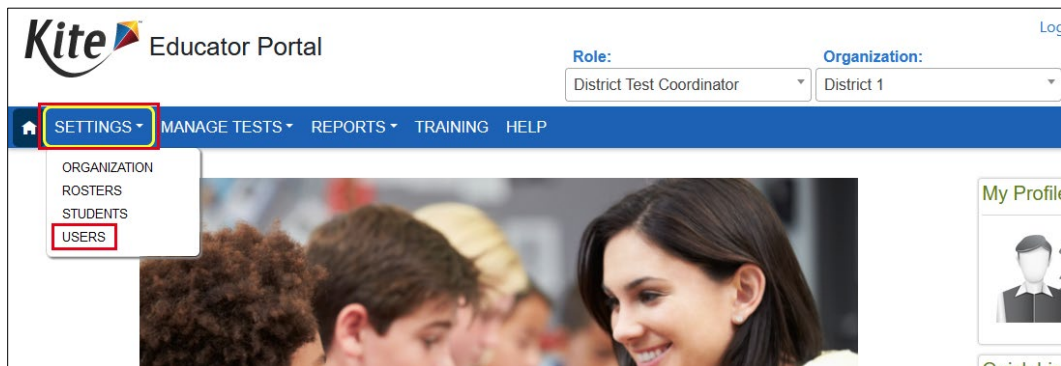 Log
Kite Educator Portal
Role: Organization:
District Test Coordinator District 1
SETTINGS MANAGE TESTS REPORTS TRAINING HELP
ORGANIZATION
ROSTERS
STUDENTS
USERS
My Profile